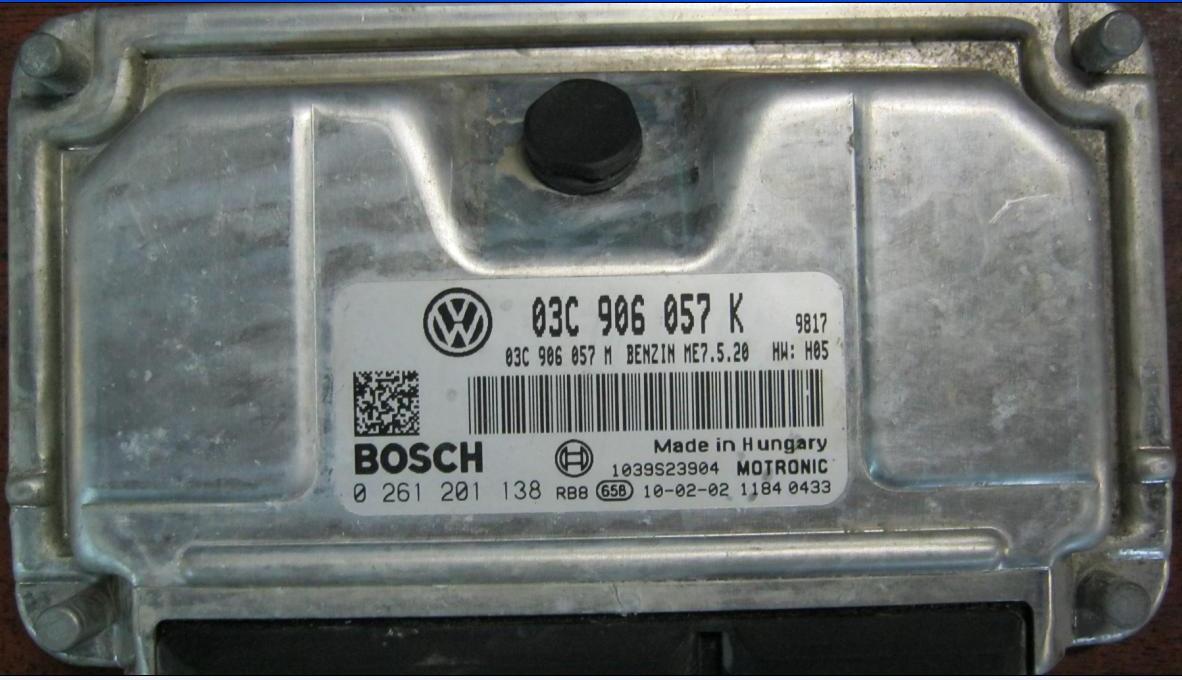 03C 906 057 K 9817
03C 906 057 M BENZIN ME7.5.20 HW: H05
BOSCH
Made in Hungary
1039S23904 MOTRONIC
0 261 201 138 RB8 65B 10-02-02 1184 0433